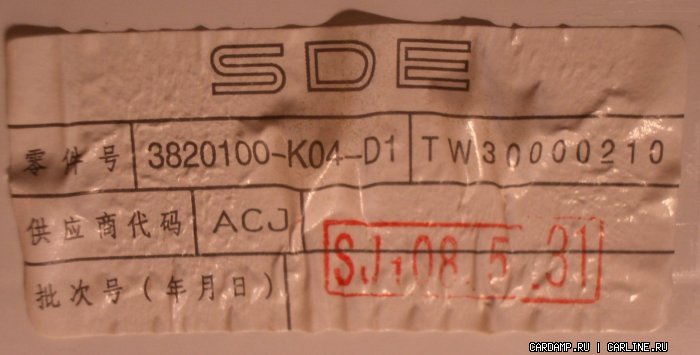 SDE
零件号 3820100-K04-D1 TW30000210
供应商代码 ACJ
SJ1 08.5.31
批次号(年月日)
CARDAMP.RU | CARLINE.RU